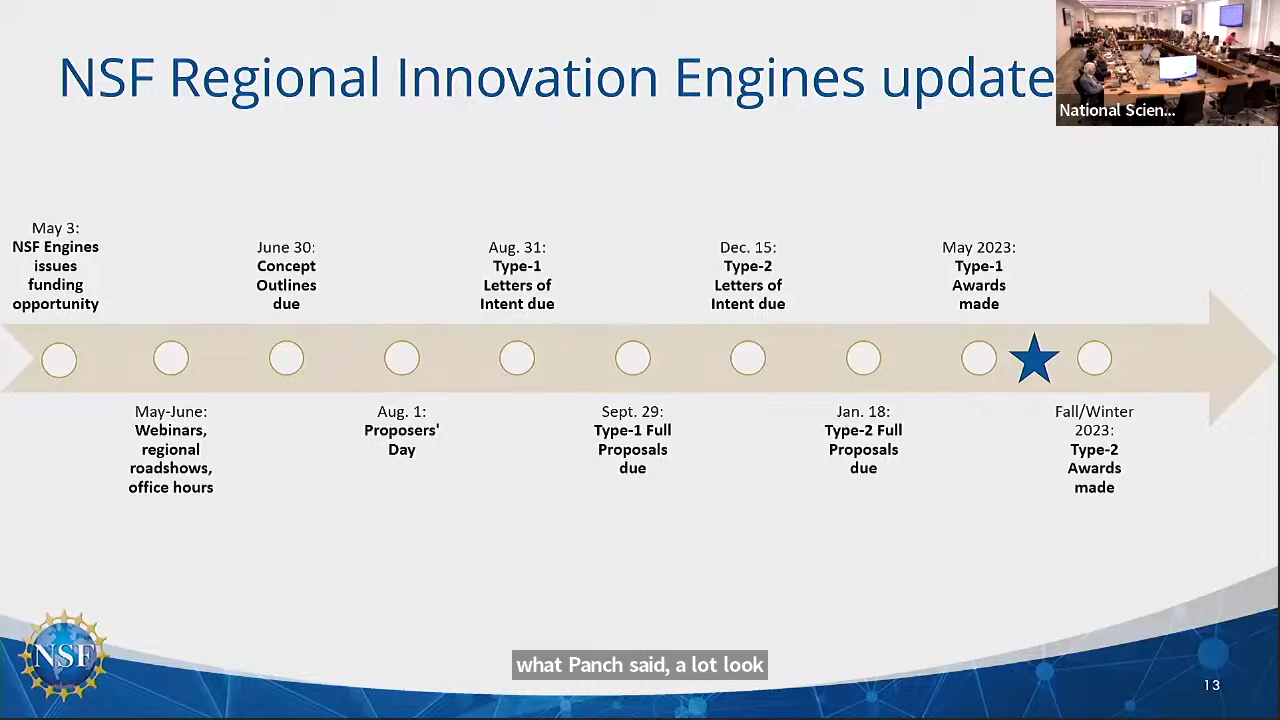 NSF Regional Innovation Engines update
National Scien...
May 3:
NSF Engines
issues
funding
opportunity
June 30:
Concept
Outlines
due
Aug. 31:
Type-1
Letters of
Intent due
Dec. 15:
Type-2
Letters of
Intent due
May 2023:
Type-1
Awards
made
May-June:
Webinars,
regional
roadshows,
office hours
Aug. 1:
Proposers'
Day
Sept. 29:
Type-1 Full
Proposals
due
Jan. 18:
Type-2 Full
Proposals
due
Fall/Winter
2023:
Type-2
Awards
made
NSF
what Panch said, a lot look
13